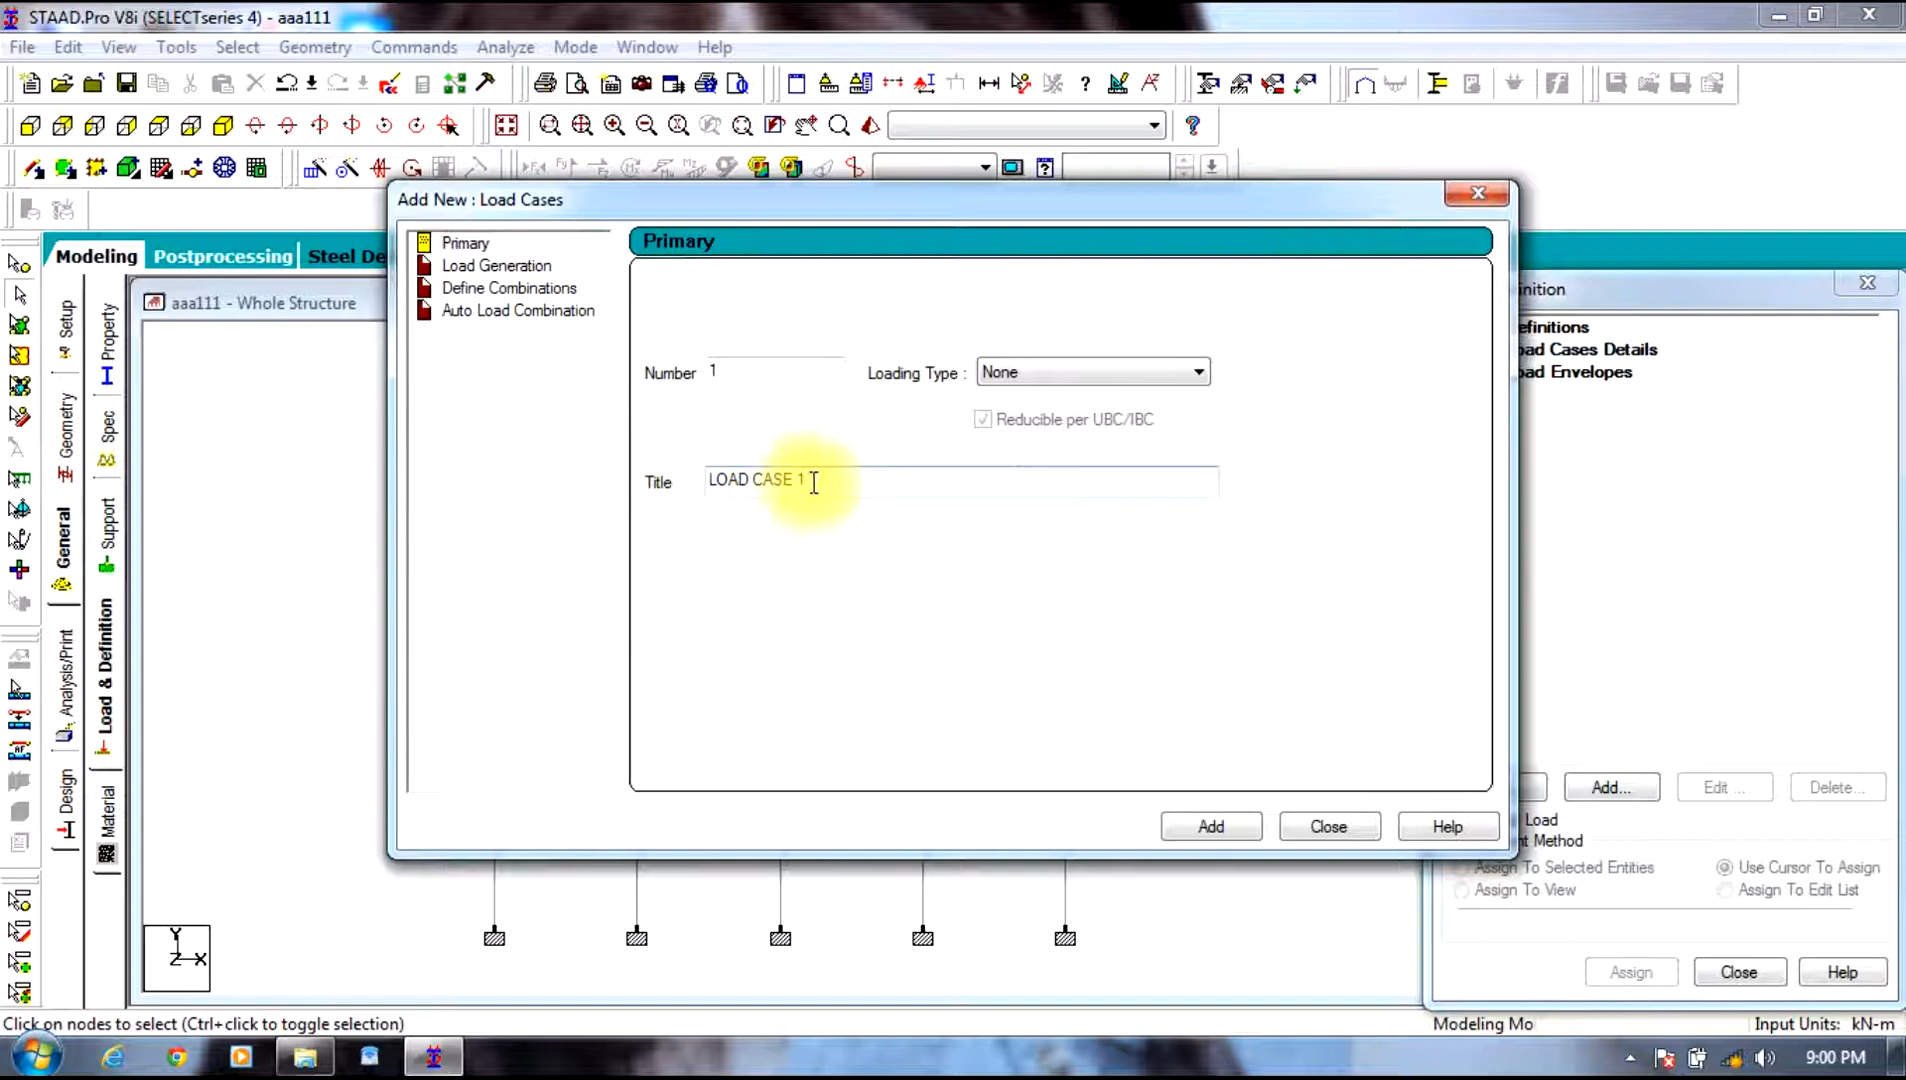 STAAD.Pro V8i (SELECTseries 4) - aaa111
File Edit View Tools Select Geometry Commands Analyze Mode Window Help
Add New : Load Cases
Primary
Load Generation
Define Combinations
Auto Load Combination
Primary
Number 1 Loading Type : None
Reducible per UBC/IBC
Title LOAD CASE 1
Add Close Help
Modeling Postprocessing Steel De
aaa111 - Whole Structure
Setup
Geometry
General
Analysis/Print
Design
Property
Spec
Support
Load & Definition
Material
inition
efinitions
oad Cases Details
oad Envelopes
Add... Edit ... Delete...
Load
nt Method
Assign To Selected Entities Use Cursor To Assign
Assign To View Assign To Edit List
Assign Close Help
Y
Z X
Click on nodes to select (Ctrl+click to toggle selection) Modeling Mo Input Units: kN-m
9:00 PM